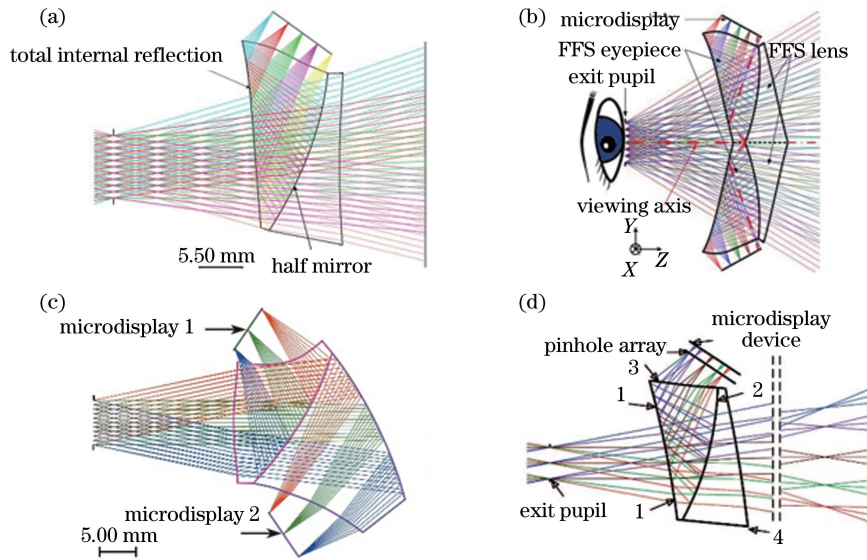 (a)
total internal reflection
5.50 mm
half mirror
(b)
microdisplay
FFS eyepiece
FFS lens
exit pupil
viewing axis
Y
X
Z
(c)
microdisplay 1
microdisplay 2
5.00 mm
(d)
microdisplay
device
pinhole array
3
1
2
exit pupil
1
4